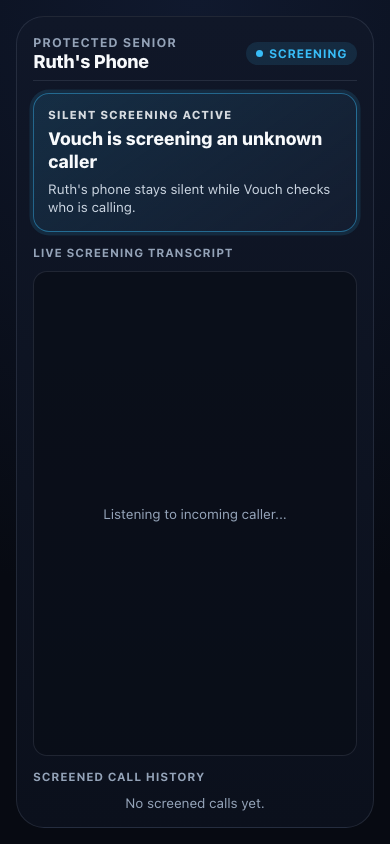 PROTECTED SENIOR
Ruth's Phone
SCREENING
SILENT SCREENING ACTIVE
Vouch is screening an unknown
caller
Ruth's phone stays silent while Vouch checks
who is calling.
LIVE SCREENING TRANSCRIPT
Listening to incoming caller...
SCREENED CALL HISTORY
No screened calls yet.